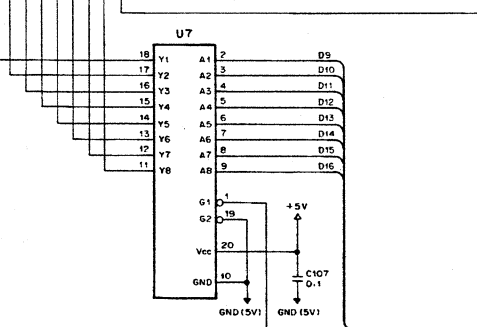 U7
18 Y1 A1 2 D9
17 Y2 A2 3 D10
16 Y3 A3 4 D11
15 Y4 A4 5 D12
14 Y5 A5 6 D13
13 Y6 A6 7 D14
12 Y7 A7 8 D15
11 Y8 A8 9 D16
G1 1
G2 19
+5V
Vcc 20
C107
0.1
GND 10
GND (5V) GND (5V)